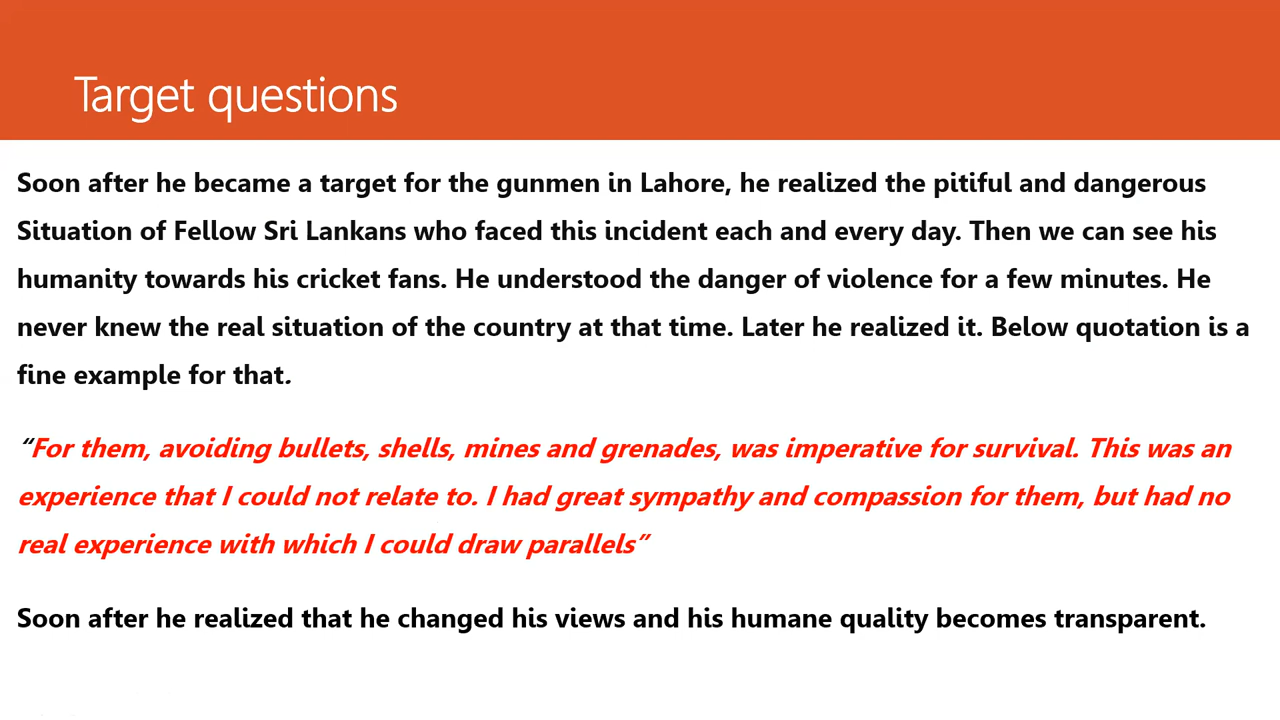 Target questions
Soon after he became a target for the gunmen in Lahore, he realized the pitiful and dangerous
Situation of Fellow Sri Lankans who faced this incident each and every day. Then we can see his
humanity towards his cricket fans. He understood the danger of violence for a few minutes. He
never knew the real situation of the country at that time. Later he realized it. Below quotation is a
fine example for that.
“For them, avoiding bullets, shells, mines and grenades, was imperative for survival. This was an
experience that I could not relate to. I had great sympathy and compassion for them, but had no
real experience with which I could draw parallels”
Soon after he realized that he changed his views and his humane quality becomes transparent.